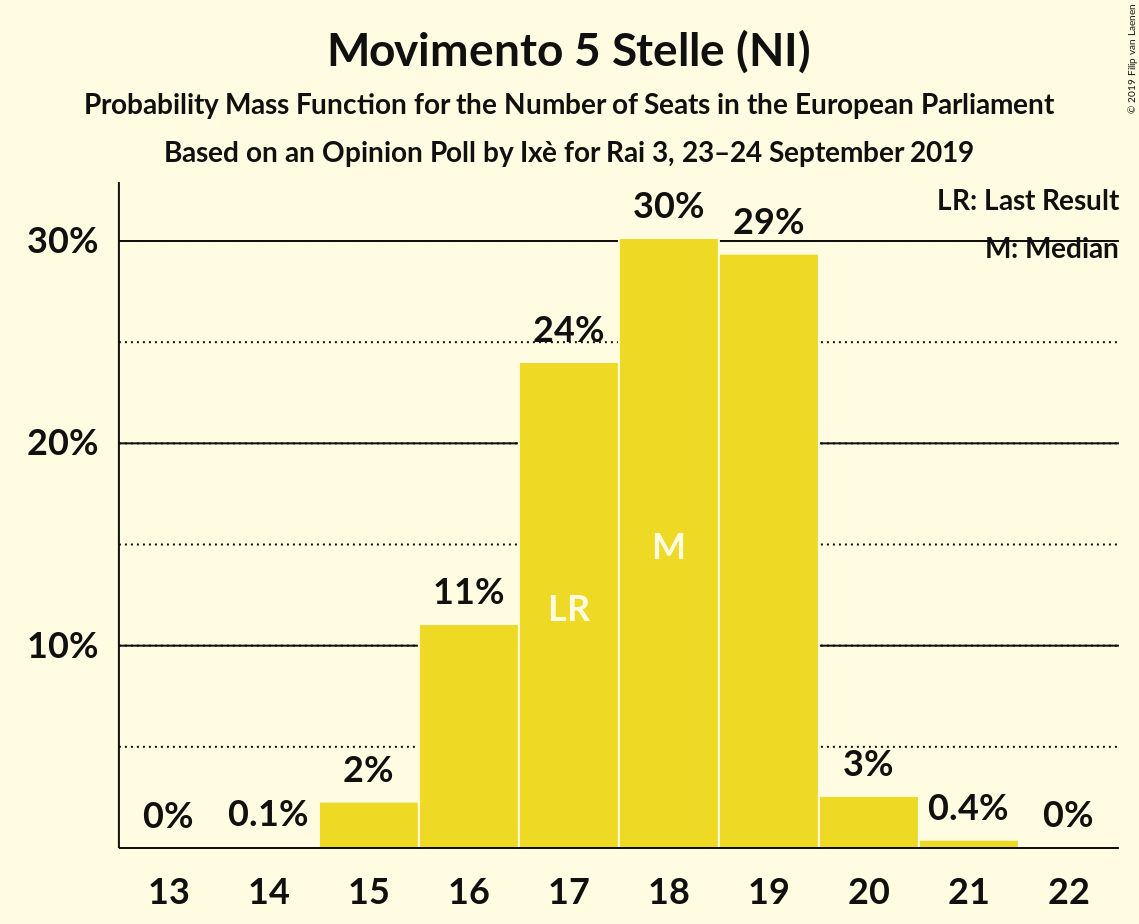 Movimento 5 Stelle (NI)
Probability Mass Function for the Number of Seats in the European Parliament
Based on an Opinion Poll by Ixè for Rai 3, 23–24 September 2019
© 2019 Filip van Laenen
LR: Last Result
M: Median
30%
20%
10%
0%
0.1%
2%
11%
24%
30%
29%
3%
0.4%
0%
LR
M
13 14 15 16 17 18 19 20 21 22